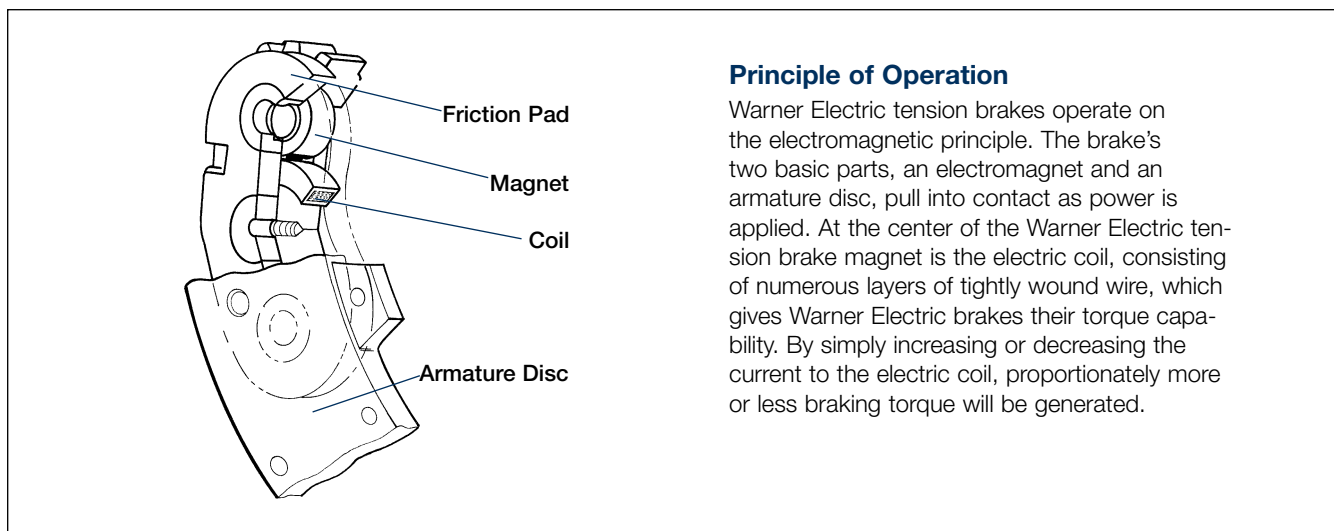 Friction Pad
Magnet
Coil
Armature Disc
Principle of Operation
Warner Electric tension brakes operate on
the electromagnetic principle. The brake’s
two basic parts, an electromagnet and an
armature disc, pull into contact as power is
applied. At the center of the Warner Electric ten-
sion brake magnet is the electric coil, consisting
of numerous layers of tightly wound wire, which
gives Warner Electric brakes their torque capa-
bility. By simply increasing or decreasing the
current to the electric coil, proportionately more
or less braking torque will be generated.